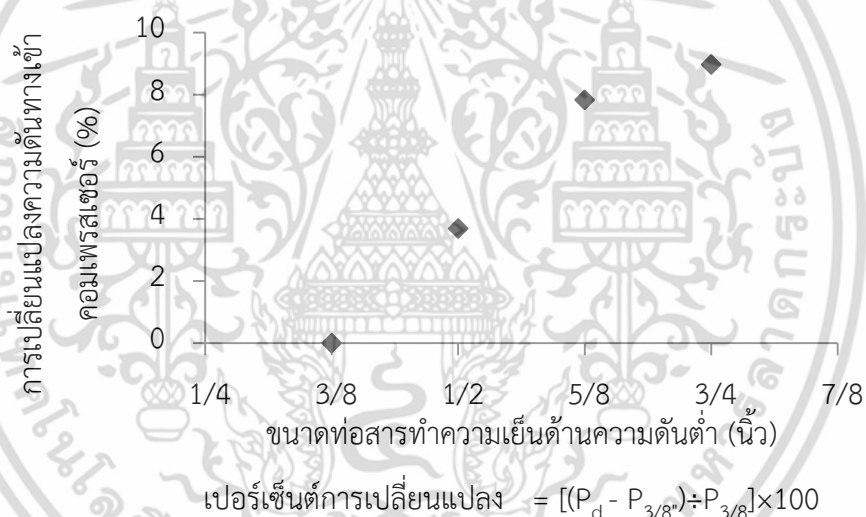 การเปลี่ยนแปลงความดันทางเข้า
คอมเพรสเซอร์ (%)
10
8
6
4
2
0
1/4 3/8 1/2 5/8 3/4 7/8
ขนาดท่อสารทำความเย็นด้านความดันต่ำ (นิ้ว)
เปอร์เซ็นต์การเปลี่ยนแปลง = [(P_d - P_3/8")÷P_3/8]×100